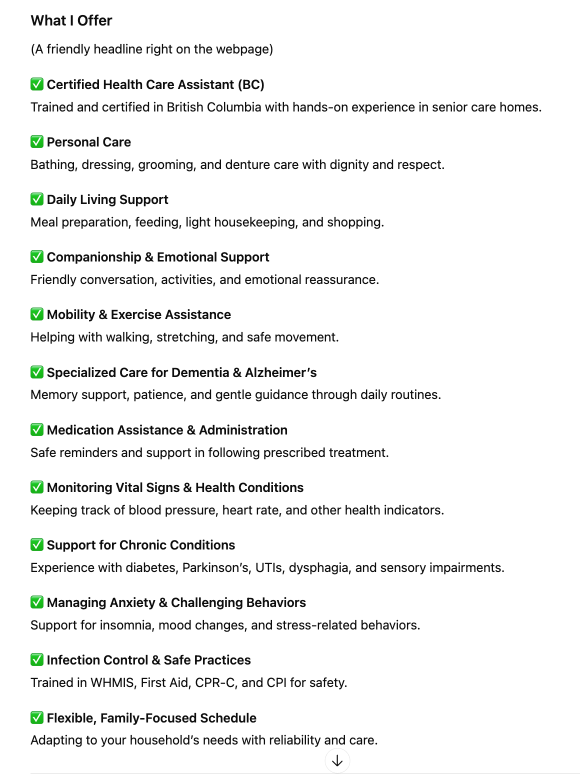 What I Offer
(A friendly headline right on the webpage)
✅ Certified Health Care Assistant (BC)
Trained and certified in British Columbia with hands-on experience in senior care homes.
✅ Personal Care
Bathing, dressing, grooming, and denture care with dignity and respect.
✅ Daily Living Support
Meal preparation, feeding, light housekeeping, and shopping.
✅ Companionship & Emotional Support
Friendly conversation, activities, and emotional reassurance.
✅ Mobility & Exercise Assistance
Helping with walking, stretching, and safe movement.
✅ Specialized Care for Dementia & Alzheimer’s
Memory support, patience, and gentle guidance through daily routines.
✅ Medication Assistance & Administration
Safe reminders and support in following prescribed treatment.
✅ Monitoring Vital Signs & Health Conditions
Keeping track of blood pressure, heart rate, and other health indicators.
✅ Support for Chronic Conditions
Experience with diabetes, Parkinson’s, UTIs, dysphagia, and sensory impairments.
✅ Managing Anxiety & Challenging Behaviors
Support for insomnia, mood changes, and stress-related behaviors.
✅ Infection Control & Safe Practices
Trained in WHMIS, First Aid, CPR-C, and CPI for safety.
✅ Flexible, Family-Focused Schedule
Adapting to your household’s needs with reliability and care.